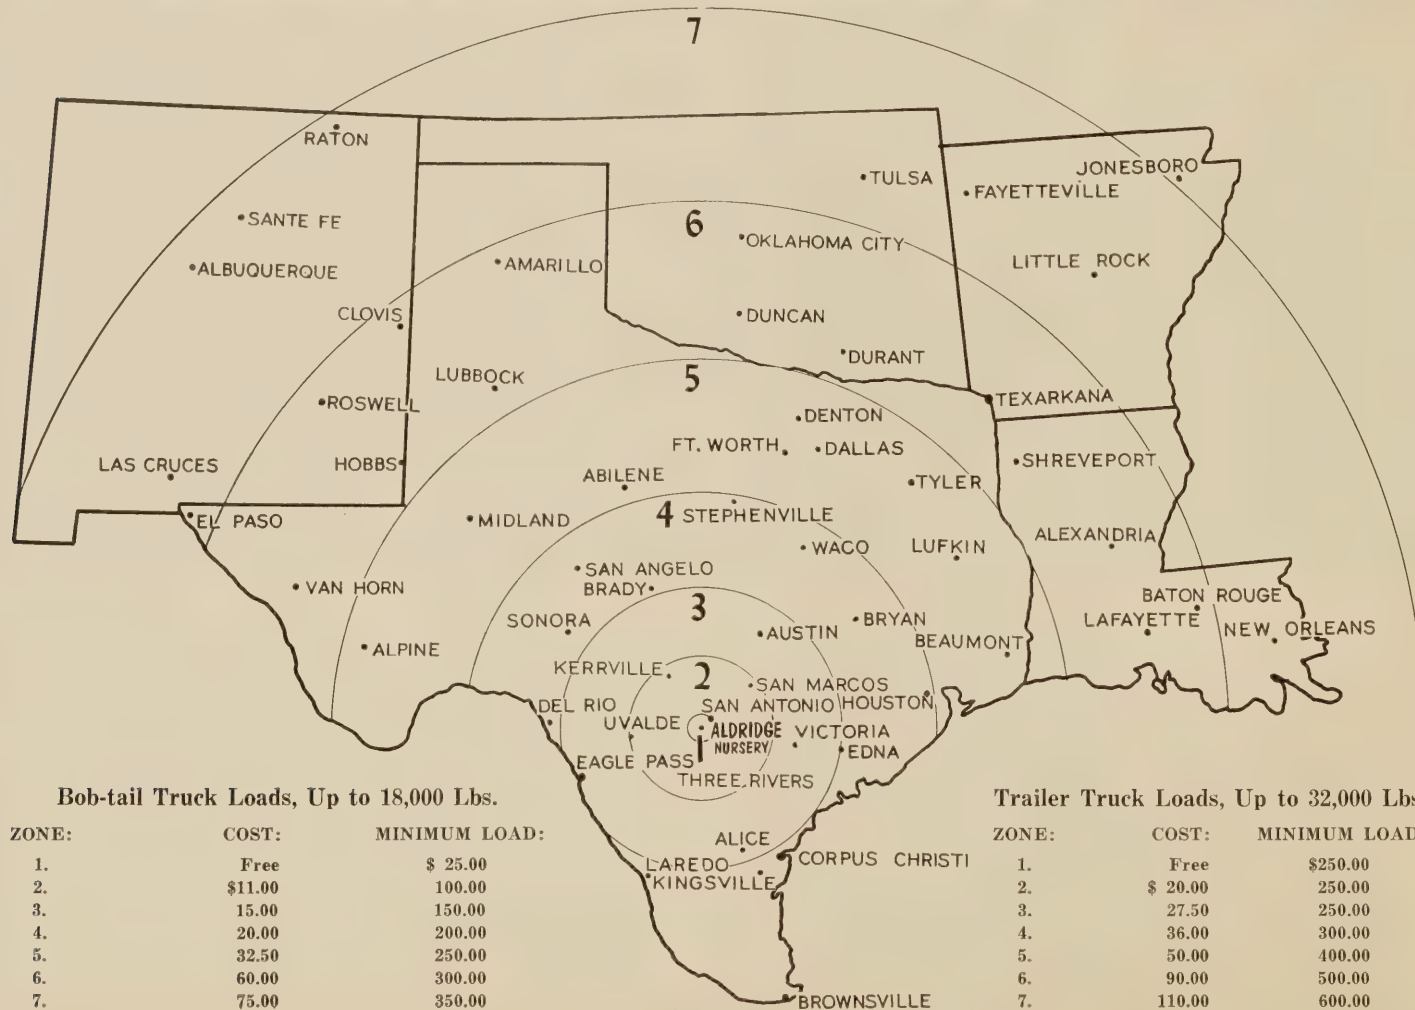 7
RATON
JONESBORO
TULSA
FAYETTEVILLE
SANTE FE
6
OKLAHOMA CITY
ALBUQUERQUE
AMARILLO
LITTLE ROCK
CLOVIS
DUNCAN
DURANT
LUBBOCK
5
ROSWELL
TEXARKANA
DENTON
FT. WORTH
DALLAS
LAS CRUCES
HOBBS
SHREVEPORT
ABILENE
TYLER
EL PASO
MIDLAND
4
STEPHENVILLE
WACO
LUFKIN
ALEXANDRIA
VAN HORN
SAN ANGELO
BRADY
3
BATON ROUGE
SONORA
AUSTIN
BRYAN
BEAUMONT
LAFAYETTE
NEW ORLEANS
ALPINE
KERRVILLE
2
SAN MARCOS
DEL RIO
SAN ANTONIO
HOUSTON
UVALDE
ALDRIDGE
NURSERY
1
VICTORIA
EDNA
EAGLE PASS
THREE RIVERS
ALICE
LAREDO
CORPUS CHRISTI
KINGSVILLE
BROWNSVILLE
Bob-tail Truck Loads, Up to 18,000 Lbs.
ZONE: COST: MINIMUM LOAD:
1. Free $ 25.00
2. $11.00 100.00
3. 15.00 150.00
4. 20.00 200.00
5. 32.50 250.00
6. 60.00 300.00
7. 75.00 350.00
Trailer Truck Loads, Up to 32,000 Lbs
ZONE: COST: MINIMUM LOAD
1. Free $250.00
2. $ 20.00 250.00
3. 27.50 250.00
4. 36.00 300.00
5. 50.00 400.00
6. 90.00 500.00
7. 110.00 600.00